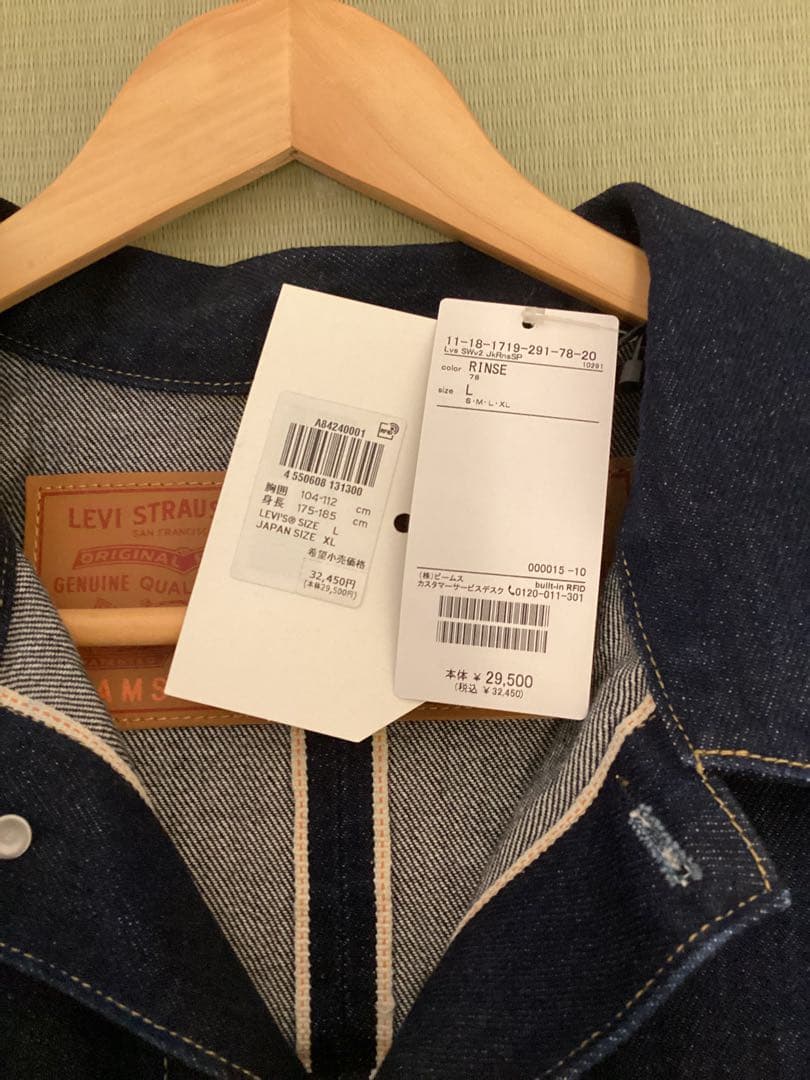 LEVI STRAUS
SAN FRANCISC
ORIGINAL
GENUINE QUAL
AMS
A84240001
4 550608 131300
胸囲 104-112 cm
身長 175-185 cm
LEVI'S® SIZE L
JAPAN SIZE XL
希望小売価格
32,450円
(本体29,500円)
11-18-1719-291-78-20
Lvs SWv2 JkRnsSP 10291
color RINSE
78
size L
S・M・L・XL
000015 -10
(株)ビームス built-in RFID
カスタマーサービスデスク 0120-011-301
本体 ¥ 29,500
(税込 ¥ 32,450)